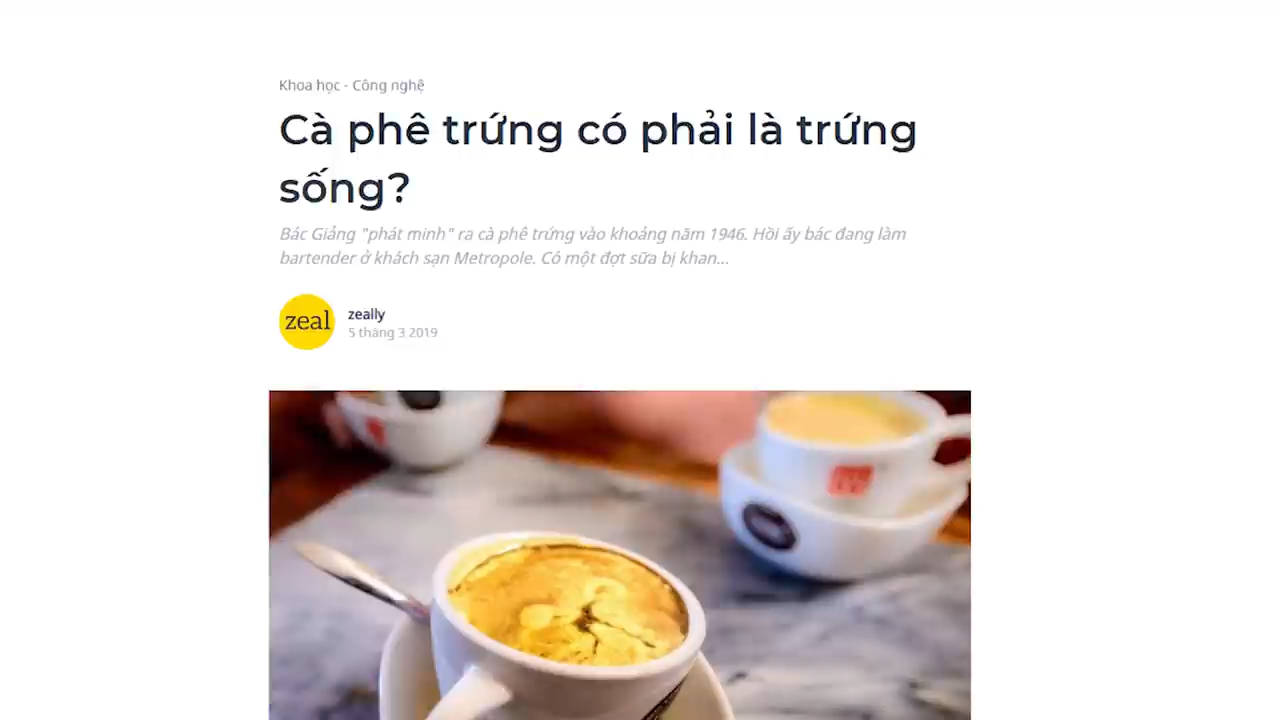 Khoa học - Công nghệ
Cà phê trứng có phải là trứng
sống?
Bác Giảng "phát minh" ra cà phê trứng vào khoảng năm 1946. Hồi ấy bác đang làm
bartender ở khách sạn Metropole. Có một đợt sữa bị khan...
zeal
zeally
5 tháng 3 2019